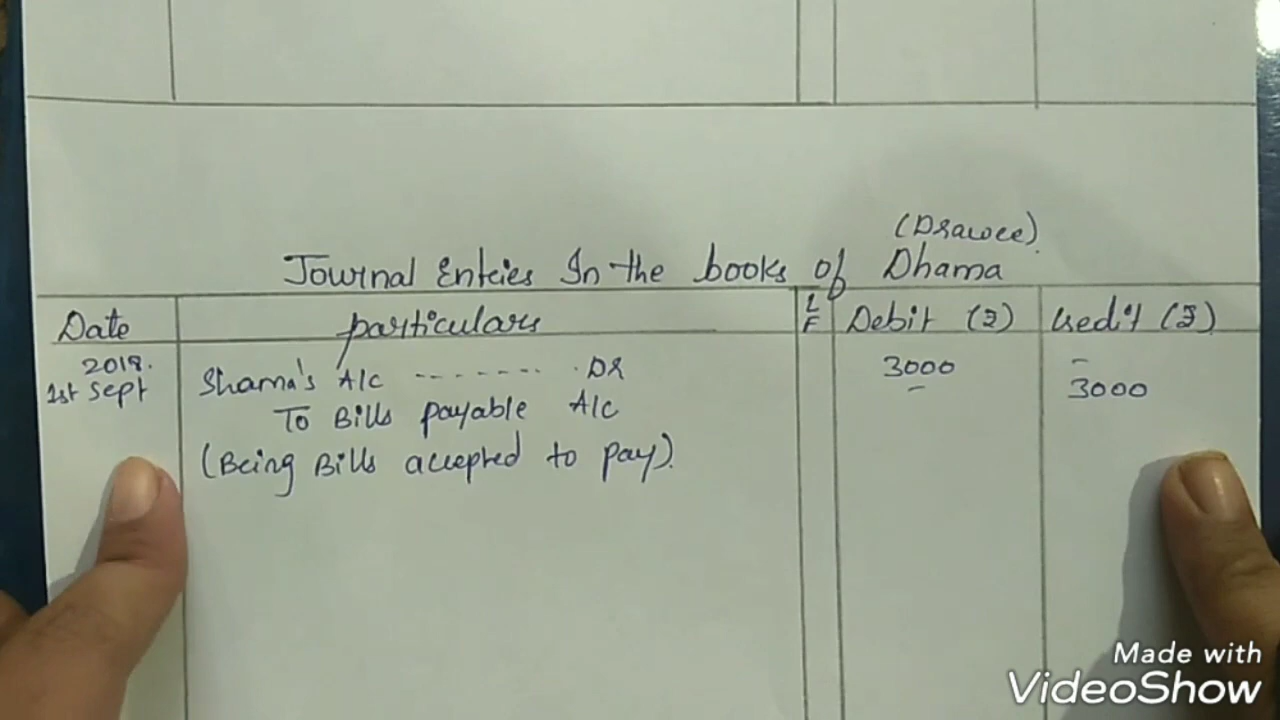 (Drawee).
Journal Entries In the books of Dhama
Date particulars L F Debit (₹) Credit (₹)
2018.
1st Sept Shama's A/c -------- . DR 3000 -
To Bills payable A/c 3000
(Being Bills accepted to pay).
Made with
VideoShow